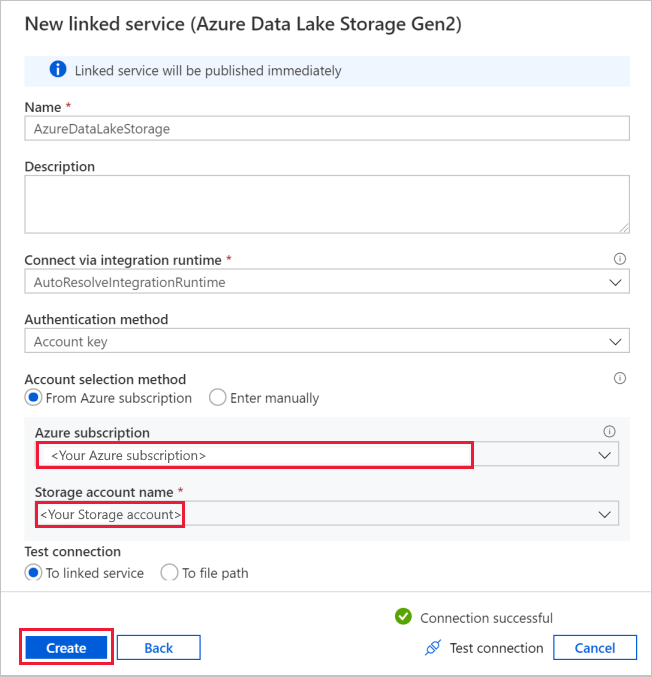 New linked service (Azure Data Lake Storage Gen2)
Linked service will be published immediately
Name *
AzureDataLakeStorage
Description
Connect via integration runtime *
AutoResolveIntegrationRuntime
Authentication method
Account key
Account selection method
From Azure subscription Enter manually
Azure subscription
<Your Azure subscription>
Storage account name *
<Your Storage account>
Test connection
To linked service To file path
Connection successful
Create Back Test connection Cancel